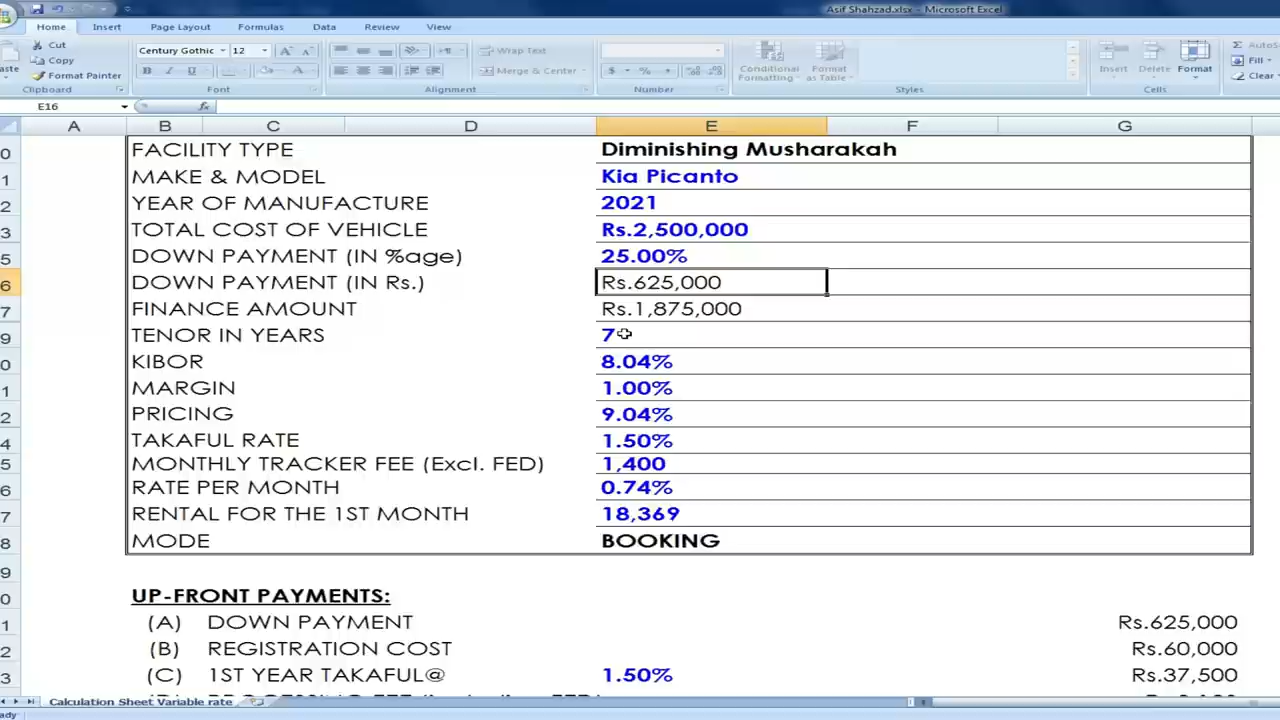 Asif Shahzad.xlsx - Microsoft Excel
Home Insert Page Layout Formulas Data Review View
Cut
Copy
Format Painter
Clipboard
Century Gothic 12
Font
Wrap Text
Merge & Center
Alignment
Number
Conditional Formatting
Format as Table
Styles
Insert Delete Format
Cells
Fill
Clear
E16
A B C D E F G
FACILITY TYPE Diminishing Musharakah
MAKE & MODEL Kia Picanto
YEAR OF MANUFACTURE 2021
TOTAL COST OF VEHICLE Rs.2,500,000
DOWN PAYMENT (IN %age) 25.00%
DOWN PAYMENT (IN Rs.) Rs.625,000
FINANCE AMOUNT Rs.1,875,000
TENOR IN YEARS 7
KIBOR 8.04%
MARGIN 1.00%
PRICING 9.04%
TAKAFUL RATE 1.50%
MONTHLY TRACKER FEE (Excl. FED) 1,400
RATE PER MONTH 0.74%
RENTAL FOR THE 1ST MONTH 18,369
MODE BOOKING
UP-FRONT PAYMENTS:
(A) DOWN PAYMENT Rs.625,000
(B) REGISTRATION COST Rs.60,000
(C) 1ST YEAR TAKAFUL@ 1.50% Rs.37,500
Calculation Sheet Variable rate